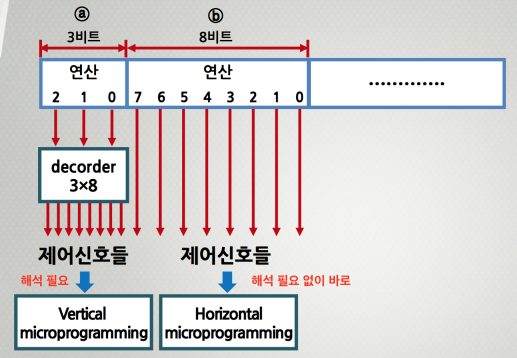 ⓐ ⓑ
3비트 8비트
연산 연산 .............
2 1 0 7 6 5 4 3 2 1 0
decorder
3×8
제어신호들 제어신호들
해석 필요 해석 필요 없이 바로
Vertical
microprogramming
Horizontal
microprogramming